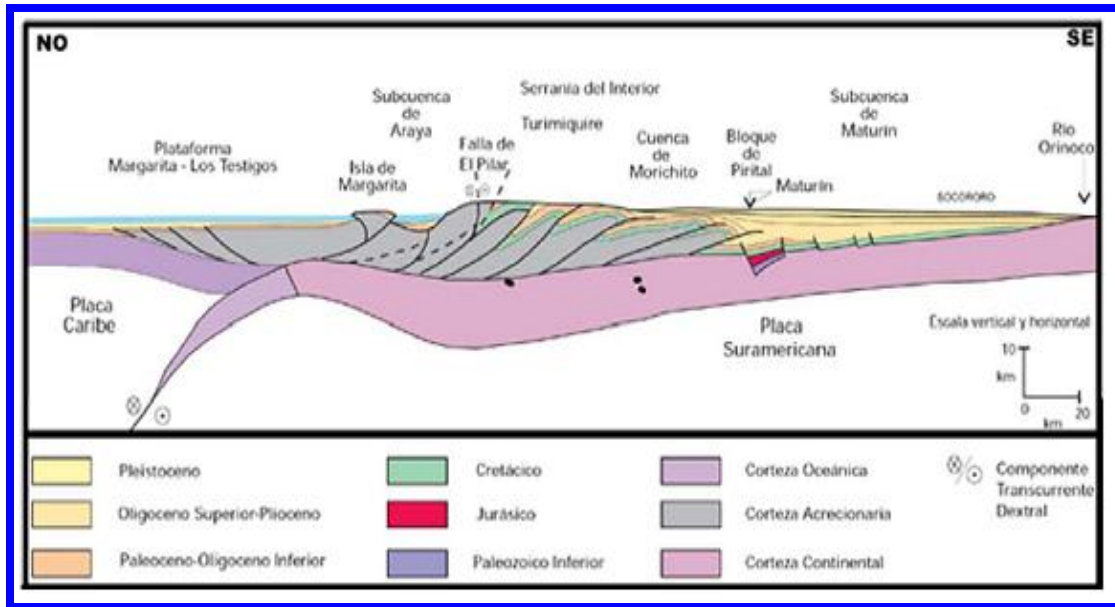 NO
SE
Serranía del Interior
Subcuenca
de
Araya
Turimiquire
Subcuenca
de
Maturín
Falla de
El Pilar
Cuenca
de
Morichito
Bloque
de
Pirital
Río
Orinoco
Plataforma
Margarita - Los Testigos
Isla de
Margarita
Maturín
SOCORORO
Placa
Caribe
Placa
Suramericana
Escala vertical y horizontal
10
km
0
20
km
Pleistoceno
Oligoceno Superior-Plioceno
Paleoceno-Oligoceno Inferior
Cretácico
Jurásico
Paleozoico Inferior
Corteza Oceánica
Corteza Acrecionaria
Corteza Continental
Componente
Transcurrente
Dextral